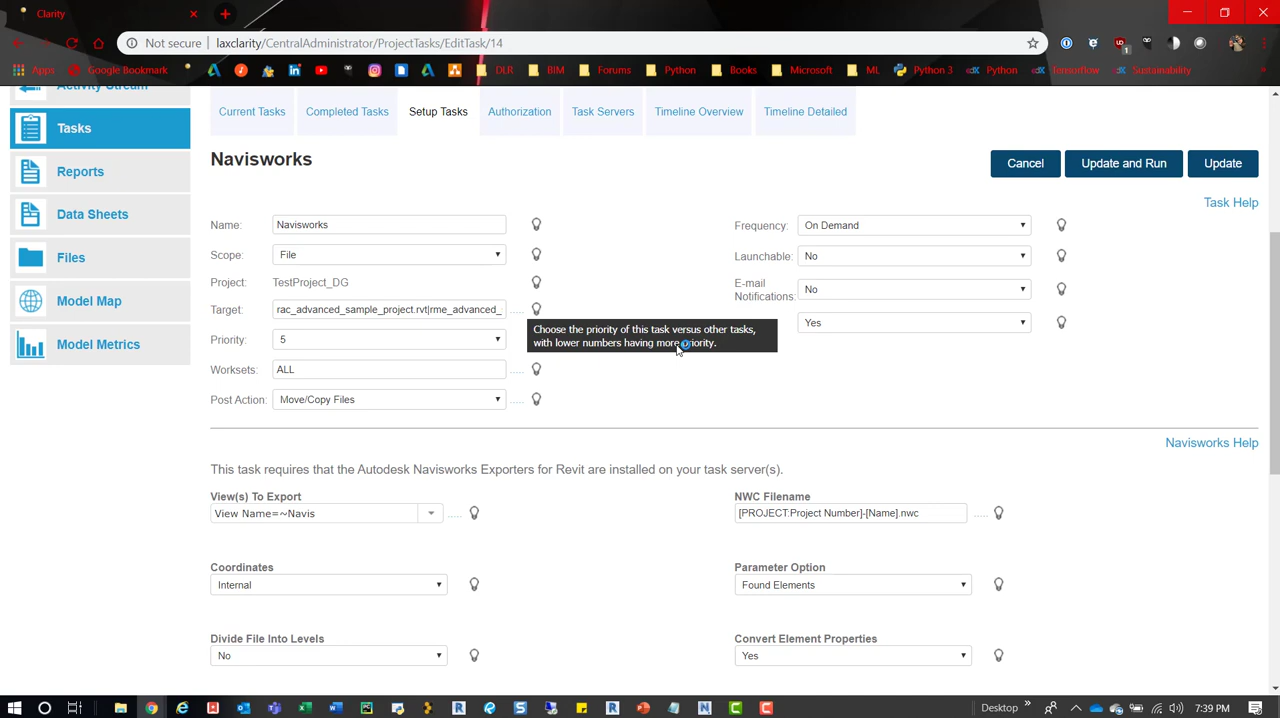 Clarity
Not secure | laxclarity/CentralAdministrator/ProjectTasks/EditTask/14
Apps Google Bookmark DLR BIM Forums Python Books Microsoft ML Python 3 Python Tensorflow Sustainability
Activity Stream
Tasks
Reports
Data Sheets
Files
Model Map
Model Metrics
Current Tasks Completed Tasks Setup Tasks Authorization Task Servers Timeline Overview Timeline Detailed
Navisworks
Cancel Update and Run Update
Task Help
Name: Navisworks
Scope: File
Project: TestProject_DG
Target: rac_advanced_sample_project.rvt|rme_advanced_ .....
Priority: 5
Worksets: ALL .....
Post Action: Move/Copy Files .....
Choose the priority of this task versus other tasks,
with lower numbers having more priority.
Frequency: On Demand
Launchable: No
E-mail
Notifications: No
Yes
Navisworks Help
This task requires that the Autodesk Navisworks Exporters for Revit are installed on your task server(s).
View(s) To Export
View Name=~Navis .....
NWC Filename
[PROJECT:Project Number]-[Name].nwc .....
Coordinates
Internal
Parameter Option
Found Elements
Divide File Into Levels
No
Convert Element Properties
Yes
Desktop 7:39 PM